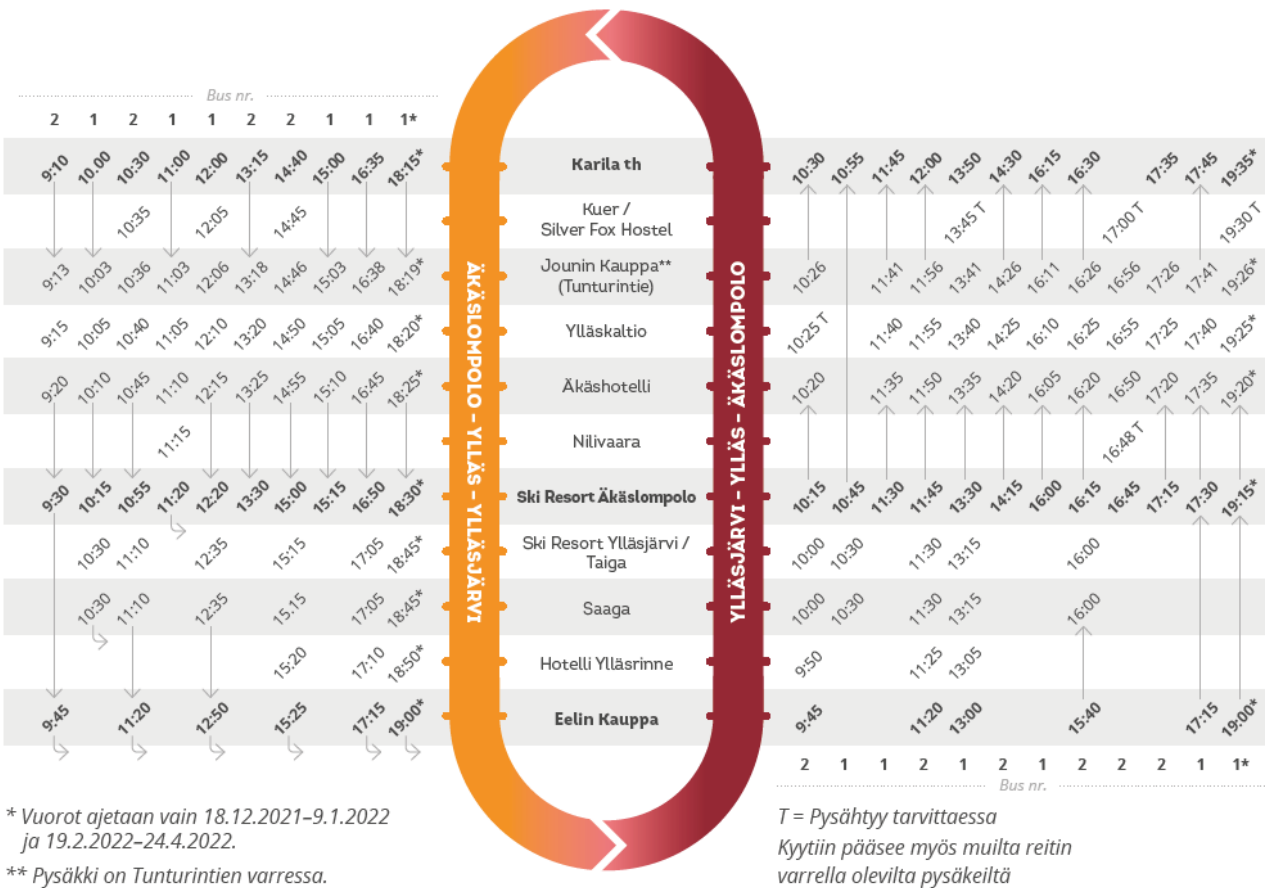 Bus nr.
2 1 2 1 1 2 2 1 1 1*
9:10 10.00 10:30 11:00 12:00 13:15 14:40 15:00 16:35 18:15* Karila th 10:30 10:55 11:45 12:00 13:50 14:30 16:15 16:30 17:35 17:45 19:35*
10:35 12:05 14:45 Kuer / 13:45 T 17:00 T 19:30 T
Silver Fox Hostel
9:13 10:03 10:36 11:03 12:06 13:18 14:46 15:03 16:38 18:19* Jounin Kauppa** 10:26 11:41 11:56 13:41 14:26 16:11 16:26 16:56 17:26 17:41 19:26*
(Tunturintie)
9:15 10:05 10:40 11:05 12:10 13:20 14:50 15:05 16:40 18:20* Ylläskaltio 10:25 T 11:40 11:55 13:40 14:25 16:10 16:25 16:55 17:25 17:40 19:25*
9:20 10:10 10:45 11:10 12:15 13:25 14:55 15:10 16:45 18:25* Äkäshotelli 10:20 11:35 11:50 13:35 14:20 16:05 16:20 16:50 17:20 17:35 19:20*
11:15 Nilivaara 16:48 T
9:30 10:15 10:55 11:20 12:20 13:30 15:00 15:15 16:50 18:30* Ski Resort Äkäslompolo 10:15 10:45 11:30 11:45 13:30 14:15 16:00 16:15 16:45 17:15 17:30 19:15*
10:30 11:10 12:35 15:15 17:05 18:45* Ski Resort Ylläsjärvi / 10:00 10:30 11:30 13:15 16:00
Taiga
10:30 11:10 12:35 15.15 17:05 18:45* Saaga 10:00 10:30 11:30 13:15 16:00
15:20 17:10 18:50* Hotelli Ylläsrinne 9:50 11:25 13:05
9:45 11:20 12:50 15:25 17:15 19:00* Eelin Kauppa 9:45 11:20 13:00 15:40 17:15 19:00*
2 1 1 2 1 2 1 2 2 2 1 1*
Bus nr.
ÄKÄSLOMPOLO – YLLÄS – YLLÄSJÄRVI
YLLÄSJÄRVI – YLLÄS – ÄKÄSLOMPOLO
* Vuorot ajetaan vain 18.12.2021–9.1.2022
ja 19.2.2022–24.4.2022.
** Pysäkki on Tunturintien varressa.
T = Pysähtyy tarvittaessa
Kyytiin pääsee myös muilta reitin
varrella olevilta pysäkeiltä